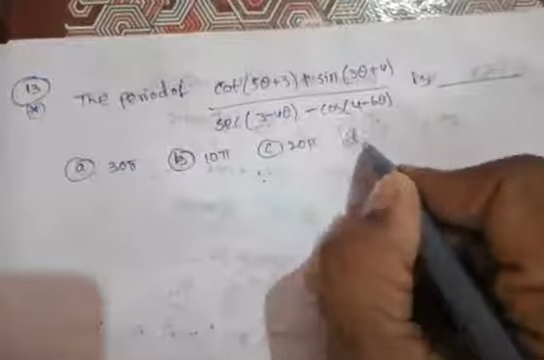 13
The period of cot(5θ+3) + sin(3θ+4) is
sec(3-4θ) - cos(4-6θ)
a 30π b 10π c 20π d